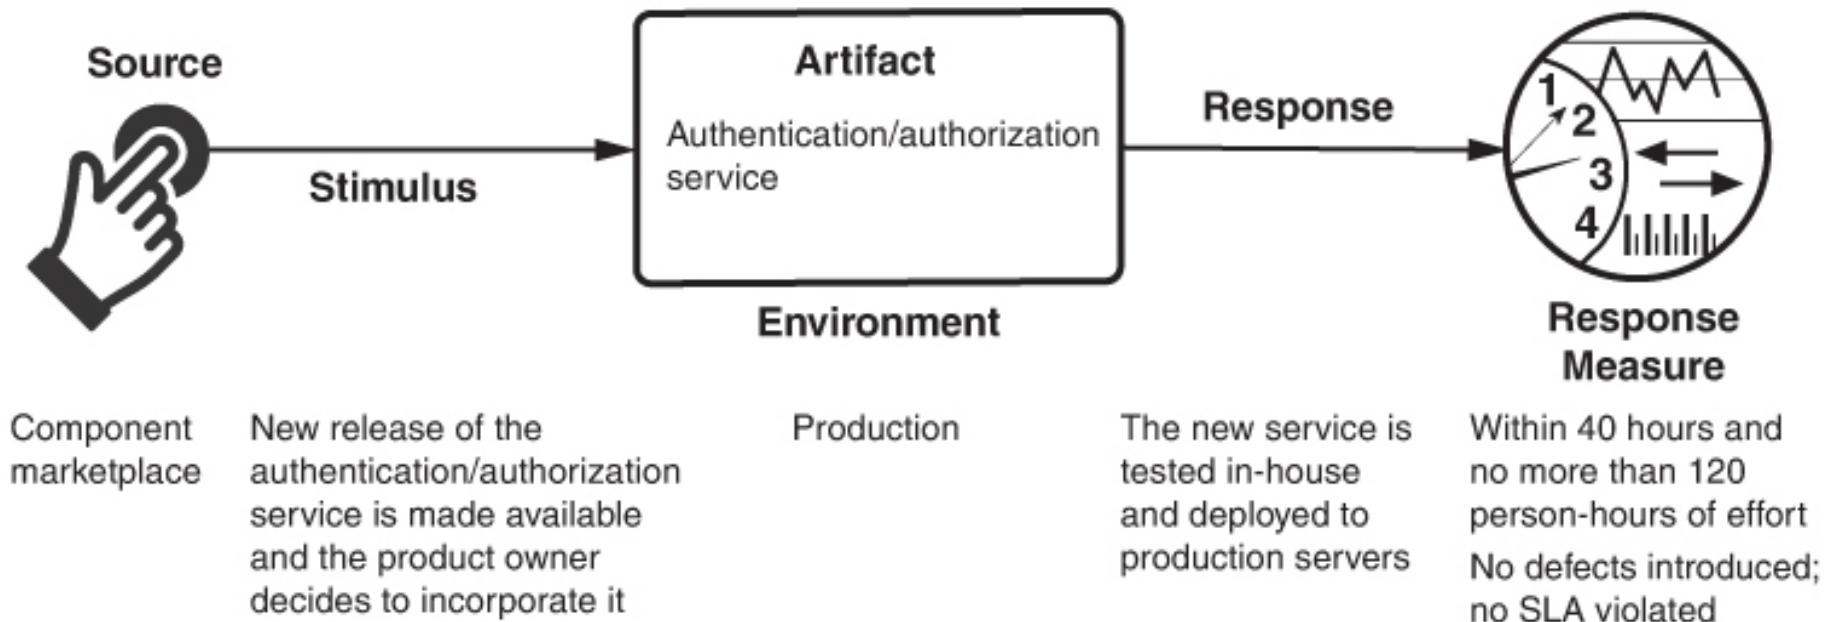 Source
Stimulus
Artifact
Authentication/authorization
service
Environment
Response
1
2
3
4
Response
Measure
Component
marketplace
New release of the
authentication/authorization
service is made available
and the product owner
decides to incorporate it
Production
The new service is
tested in-house
and deployed to
production servers
Within 40 hours and
no more than 120
person-hours of effort
No defects introduced;
no SLA violated